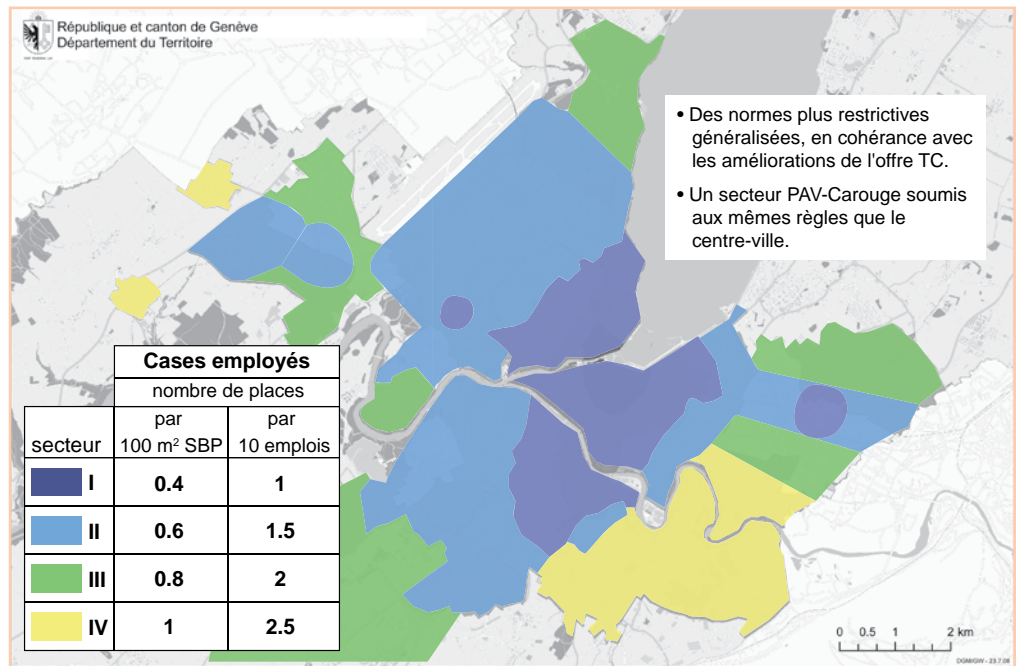 République et canton de Genève
Département du Territoire
POST TENEBRAS LUX
• Des normes plus restrictives
généralisées, en cohérance avec
les améliorations de l'offre TC.
• Un secteur PAV-Carouge soumis
aux mêmes règles que le
centre-ville.
Cases employés
nombre de places
secteur par 100 m² SBP par 10 emplois
I 0.4 1
II 0.6 1.5
III 0.8 2
IV 1 2.5
0 0.5 1 2 km
DGM/GW - 23.7.08